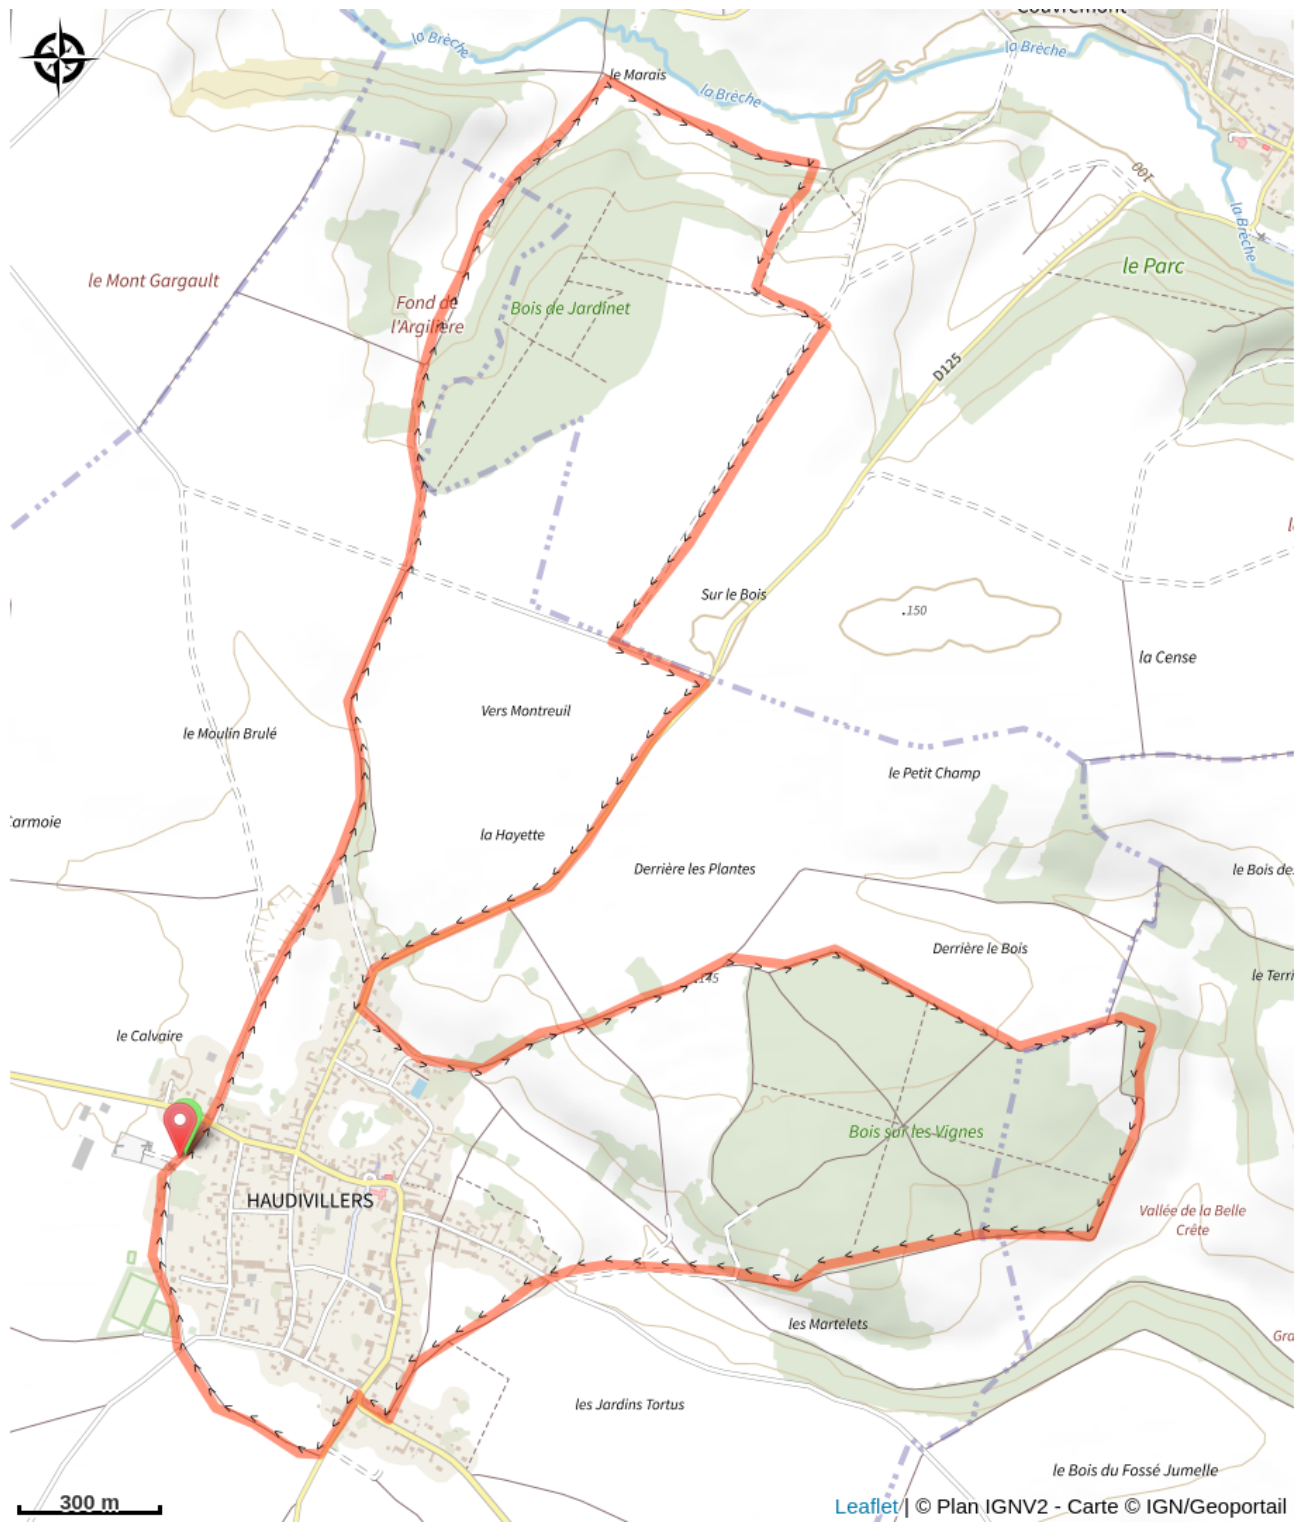 Couvremont
la Brèche
la Brèche
le Marais
la Brèche
100
la Brèche
le Parc
le Mont Gargault
Fond de
l'Argilière
Bois de Jardinet
D125
Sur le Bois
.150
la Cense
Vers Montreuil
le Moulin Brulé
le Petit Champ
armoie
la Hayette
Derrière les Plantes
le Bois de
Derrière le Bois
.145
le Terri
le Calvaire
Bois sur les Vignes
HAUDIVILLERS
Vallée de la Belle
Crête
les Martelets
Gra
les Jardins Tortus
le Bois du Fossé Jumelle
300 m
Leaflet | © Plan IGNV2 - Carte © IGN/Geoportail